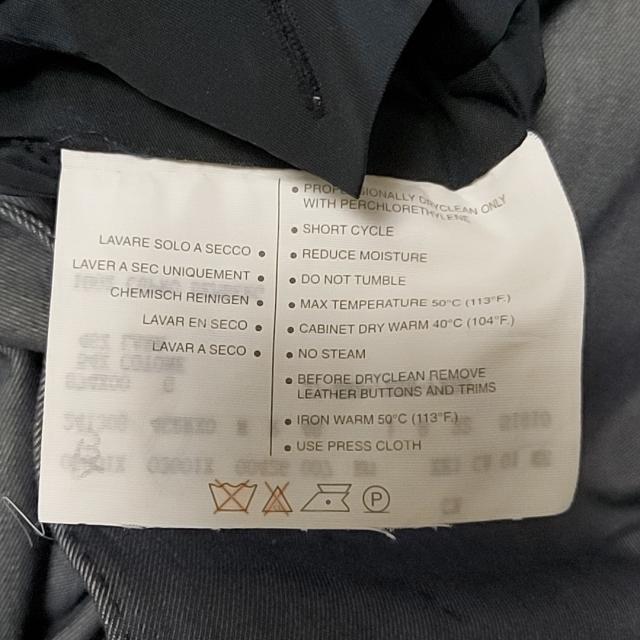 LAVARE SOLO A SECCO •
LAVER A SEC UNIQUEMENT •
CHEMISCH REINIGEN •
LAVAR EN SECO •
LAVAR A SECO •
• PROFESSIONALLY DRYCLEAN ONLY
WITH PERCHLORETHYLENE
• SHORT CYCLE
• REDUCE MOISTURE
• DO NOT TUMBLE
• MAX TEMPERATURE 50°C (113°F.)
• CABINET DRY WARM 40°C (104°F.)
• NO STEAM
• BEFORE DRYCLEAN REMOVE
LEATHER BUTTONS AND TRIMS
• IRON WARM 50°C (113°F.)
• USE PRESS CLOTH
P